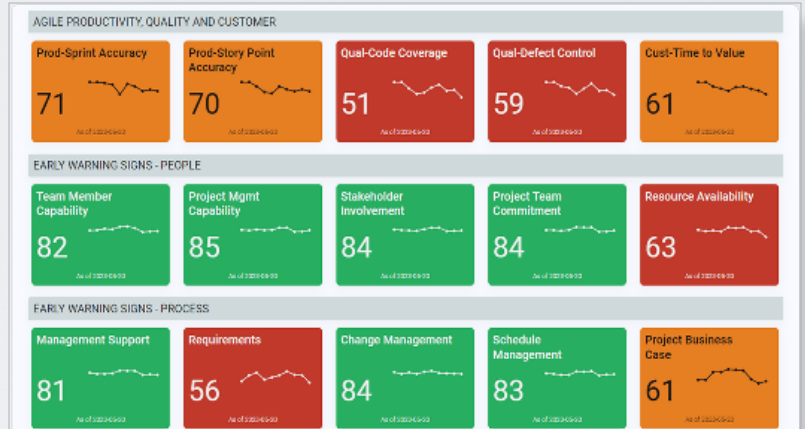 AGILE PRODUCTIVITY, QUALITY AND CUSTOMER
Prod-Sprint Accuracy
71
Prod-Story Point
Accuracy
70
Qual-Code Coverage
51
Qual-Defect Control
59
Cust-Time to Value
61
EARLY WARNING SIGNS - PEOPLE
Team Member
Capability
82
Project Mgmt
Capability
85
Stakeholder
Involvement
84
Project Team
Commitment
84
Resource Availability
63
EARLY WARNING SIGNS - PROCESS
Management Support
81
Requirements
56
Change Management
84
Schedule
Management
83
Project Business
Case
61